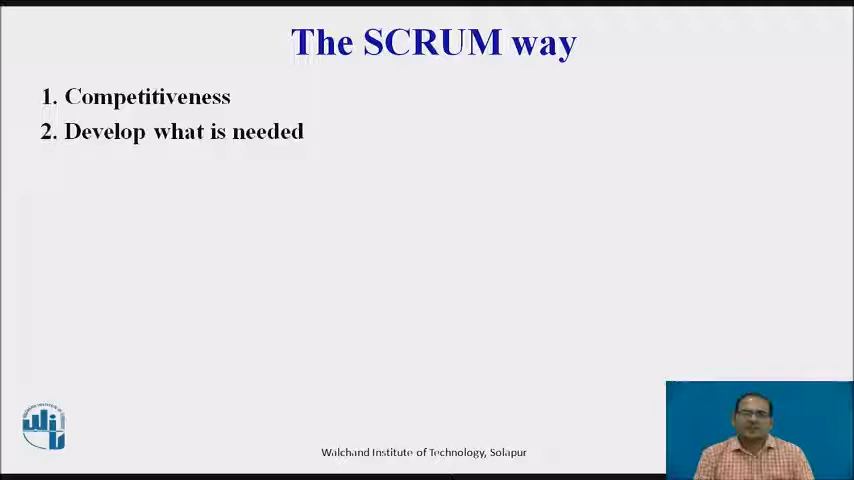 The SCRUM way
1. Competitiveness
2. Develop what is needed
Walchand Institute of Technology, Solapur